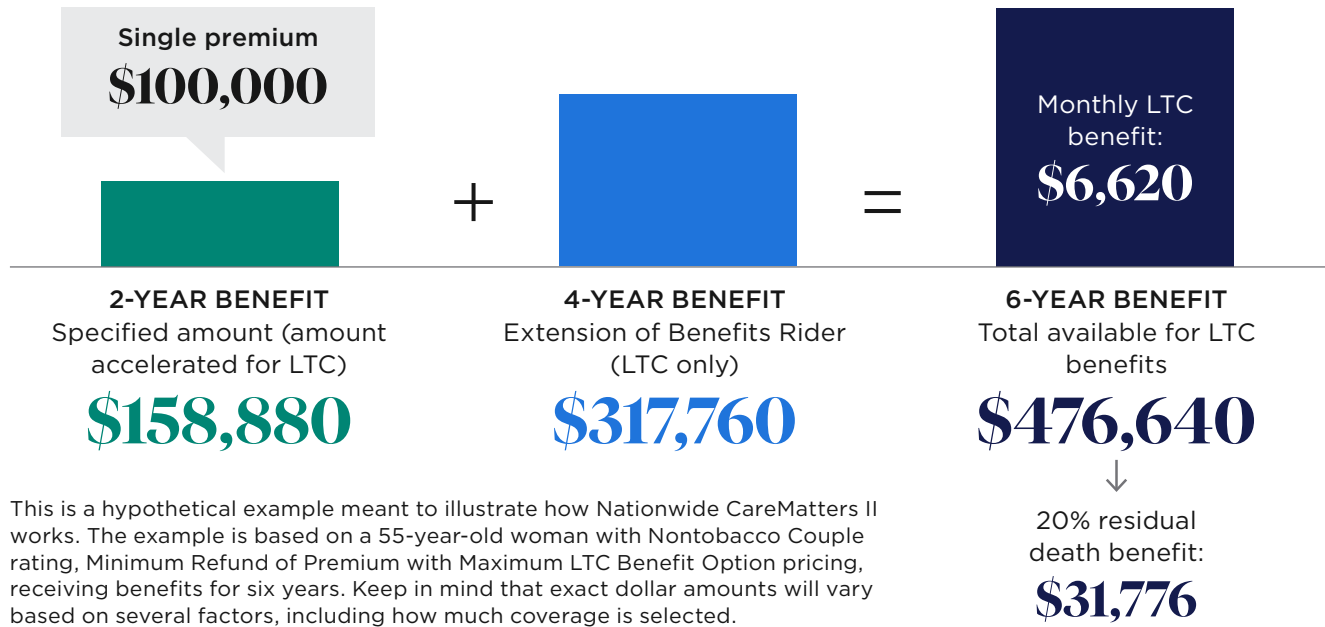 Single premium
$100,000
+
=
Monthly LTC
benefit:
$6,620
2-YEAR BENEFIT
Specified amount (amount
accelerated for LTC)
$158,880
4-YEAR BENEFIT
Extension of Benefits Rider
(LTC only)
$317,760
6-YEAR BENEFIT
Total available for LTC
benefits
$476,640
↓
20% residual
death benefit:
$31,776
This is a hypothetical example meant to illustrate how Nationwide CareMatters II
works. The example is based on a 55-year-old woman with Nontobacco Couple
rating, Minimum Refund of Premium with Maximum LTC Benefit Option pricing,
receiving benefits for six years. Keep in mind that exact dollar amounts will vary
based on several factors, including how much coverage is selected.